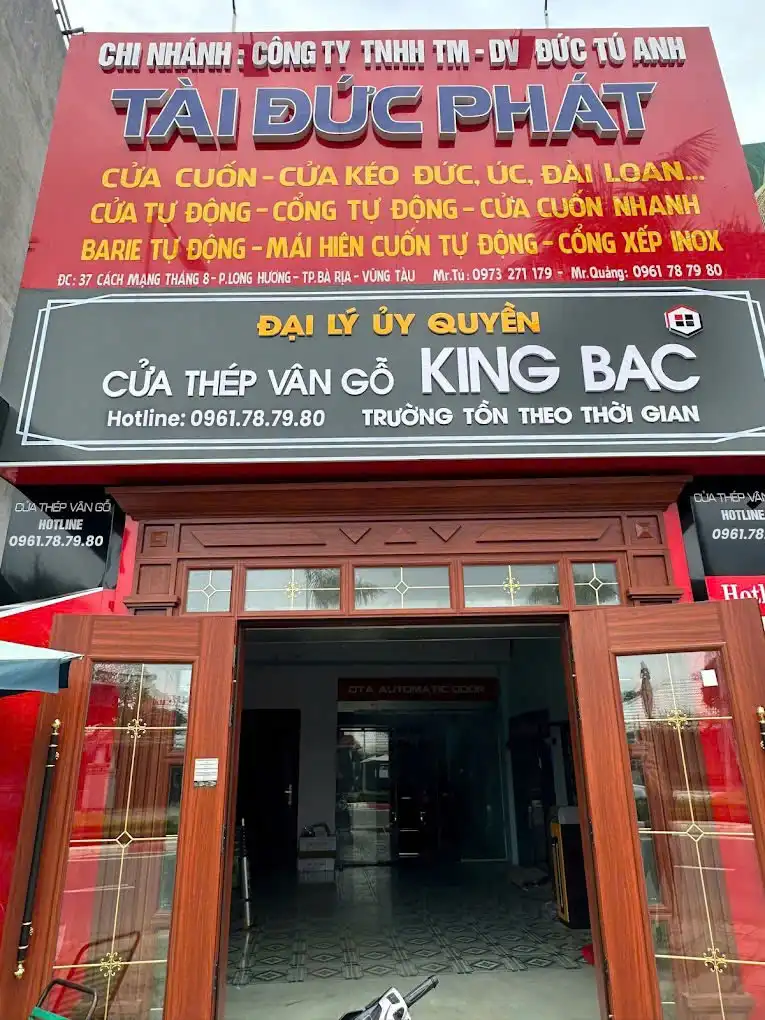 CHI NHÁNH: CÔNG TY TNHH TM - DV ĐỨC TÚ ANH
TÀI ĐỨC PHÁT
CỬA CUỐN - CỬA KÉO ĐỨC, ÚC, ĐÀI LOAN...
CỬA TỰ ĐỘNG - CỔNG TỰ ĐỘNG - CỬA CUỐN NHANH
BARIE TỰ ĐỘNG - MÁI HIÊN CUỐN TỰ ĐỘNG - CỔNG XẾP INOX
ĐC: 37 CÁCH MẠNG THÁNG 8 - P.LONG HƯƠNG - TP.BÀ RỊA - VŨNG TÀU Mr.Tú: 0973 271 179 - Mr.Quảng: 0961 78 79 80
ĐẠI LÝ ỦY QUYỀN
CỬA THÉP VÂN GỖ KING BAC
Hotline: 0961.78.79.80 TRƯỜNG TỒN THEO THỜI GIAN
CỬA THÉP VÂN GỖ
HOTLINE
0961.78.79.80
CỬA THÉP VÂN
HOTLINE
0961.78
Hotl
OTA AUTOMATIC DOOR